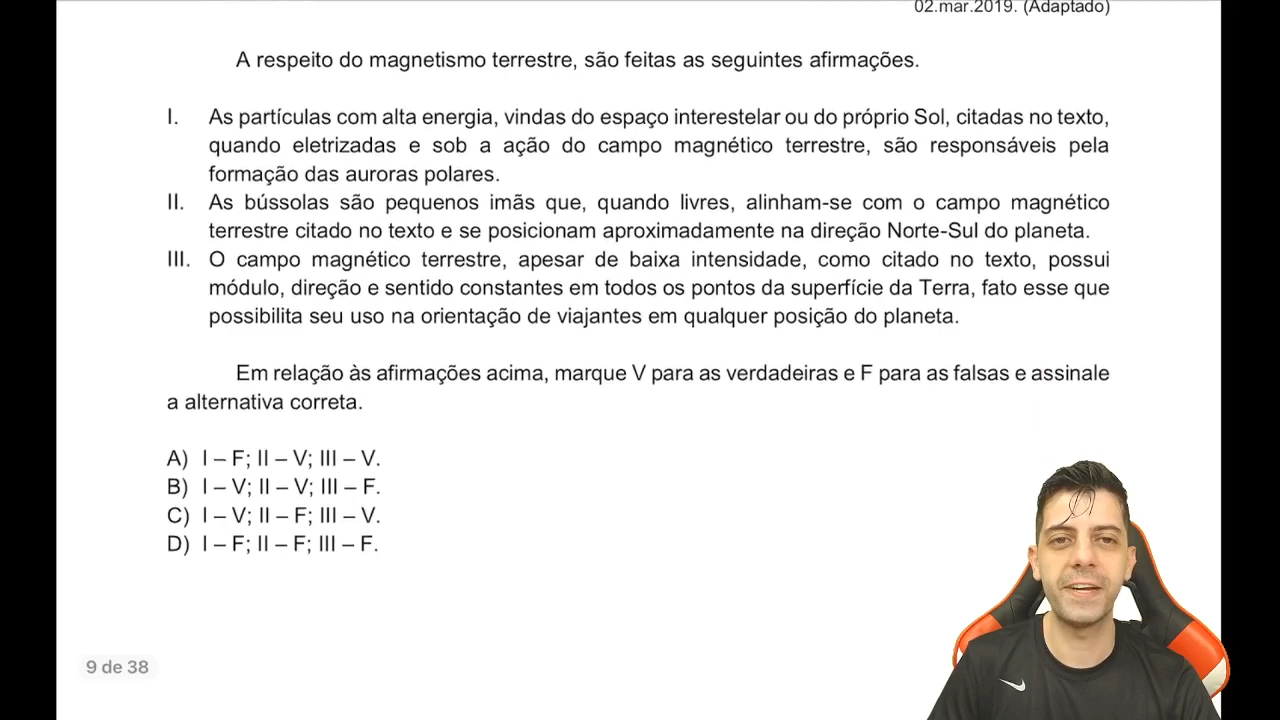 02.mar.2019. (Adaptado)
A respeito do magnetismo terrestre, são feitas as seguintes afirmações.
I. As partículas com alta energia, vindas do espaço interestelar ou do próprio Sol, citadas no texto,
quando eletrizadas e sob a ação do campo magnético terrestre, são responsáveis pela
formação das auroras polares.
II. As bússolas são pequenos imãs que, quando livres, alinham-se com o campo magnético
terrestre citado no texto e se posicionam aproximadamente na direção Norte-Sul do planeta.
III. O campo magnético terrestre, apesar de baixa intensidade, como citado no texto, possui
módulo, direção e sentido constantes em todos os pontos da superfície da Terra, fato esse que
possibilita seu uso na orientação de viajantes em qualquer posição do planeta.
Em relação às afirmações acima, marque V para as verdadeiras e F para as falsas e assinale
a alternativa correta.
A) I – F; II – V; III – V.
B) I – V; II – V; III – F.
C) I – V; II – F; III – V.
D) I – F; II – F; III – F.
9 de 38